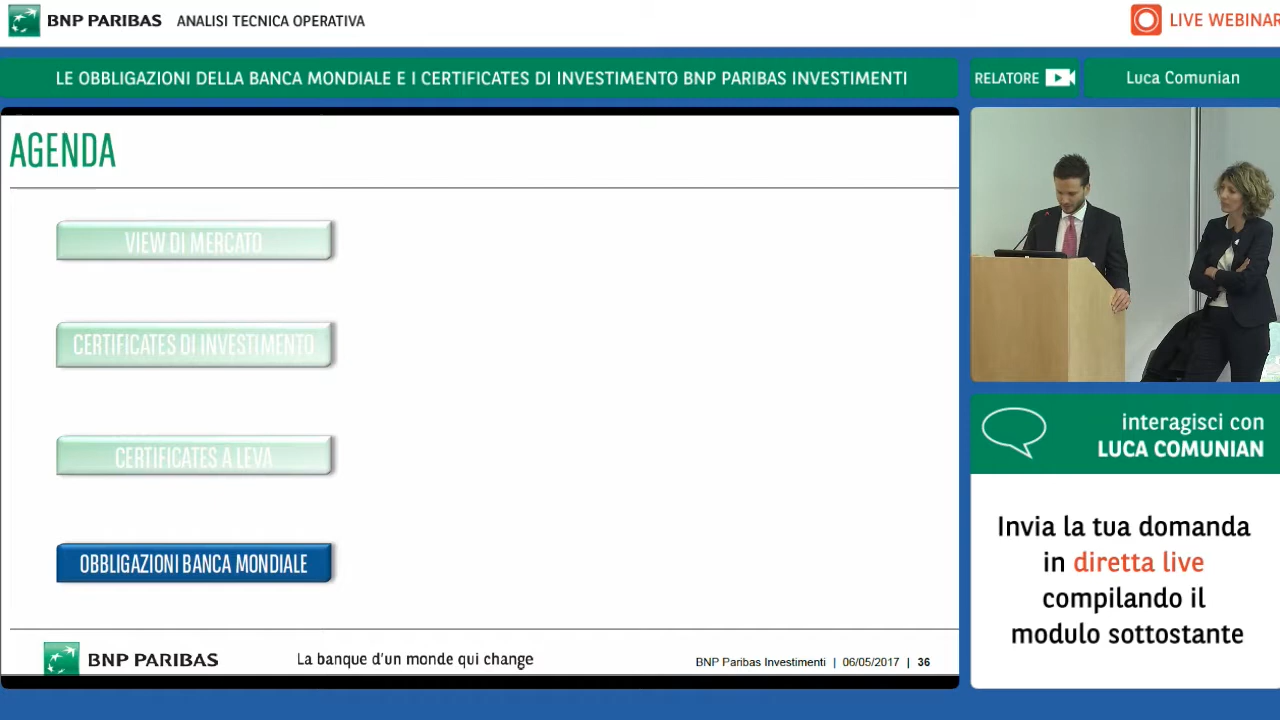 BNP PARIBAS ANALISI TECNICA OPERATIVA
LIVE WEBINAR
LE OBBLIGAZIONI DELLA BANCA MONDIALE E I CERTIFICATES DI INVESTIMENTO BNP PARIBAS INVESTIMENTI
RELATORE
Luca Comunian
AGENDA
VIEW DI MERCATO
CERTIFICATES DI INVESTIMENTO
CERTIFICATES A LEVA
OBBLIGAZIONI BANCA MONDIALE
BNP PARIBAS
La banque d'un monde qui change
BNP Paribas Investimenti | 06/05/2017 | 36
interagisci con
LUCA COMUNIAN
Invia la tua domanda
in diretta live
compilando il
modulo sottostante